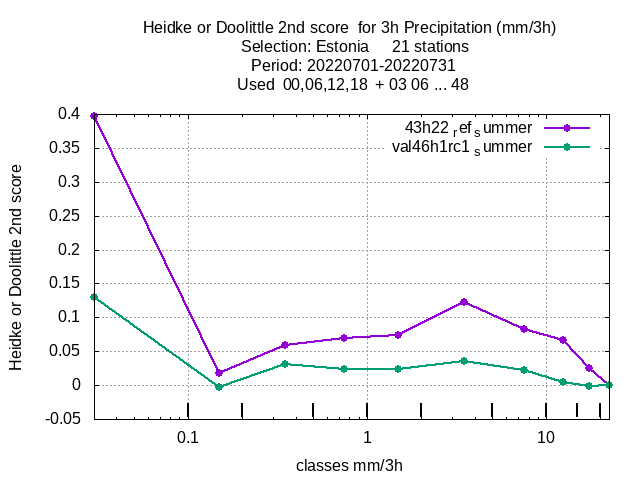 Heidke or Doolittle 2nd score  for 3h Precipitation (mm/3h)
Selection: Estonia     21 stations
Period: 20220701-20220731
Used  00,06,12,18  + 03 06 ... 48
43h22 refsummer
val46h1rc1 summer
0.4
0.35
0.3
0.25
0.2
0.15
0.1
0.05
0
-0.05
Heidke or Doolittle 2nd score
0.1
1
10
classes mm/3h